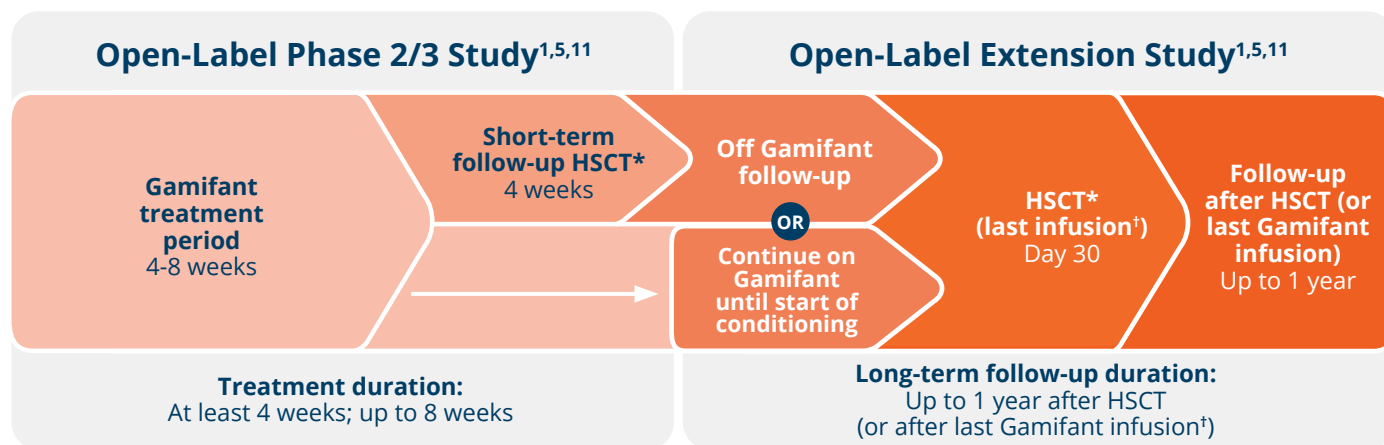 Open-Label Phase 2/3 Study1,5,11
Open-Label Extension Study1,5,11
Gamifant
treatment
period
4-8 weeks
Short-term
follow-up HSCT*
4 weeks
Off Gamifant
follow-up
OR
Continue on
Gamifant
until start of
conditioning
HSCT*
(last infusion†)
Day 30
Follow-up
after HSCT (or
last Gamifant
infusion)
Up to 1 year
Treatment duration:
At least 4 weeks; up to 8 weeks
Long-term follow-up duration:
Up to 1 year after HSCT
(or after last Gamifant infusion†)